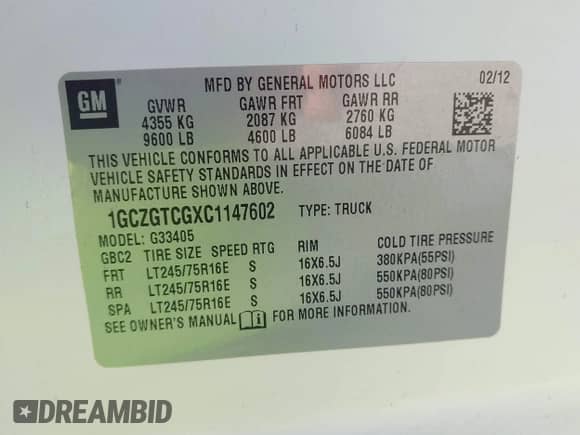 GM
MFD BY GENERAL MOTORS LLC 02/12
GVWR GAWR FRT GAWR RR
4355 KG 2087 KG 2760 KG
9600 LB 4600 LB 6084 LB
THIS VEHICLE CONFORMS TO ALL APPLICABLE U.S. FEDERAL MOTOR
VEHICLE SAFETY STANDARDS IN EFFECT ON THE DATE OF
MANUFACTURE SHOWN ABOVE.
1GCZGTCGXC1147602 TYPE: TRUCK
MODEL: G33405
GBC2 TIRE SIZE SPEED RTG RIM COLD TIRE PRESSURE
FRT LT245/75R16E S 16X6.5J 380KPA(55PSI)
RR LT245/75R16E S 16X6.5J 550KPA(80PSI)
SPA LT245/75R16E S 16X6.5J 550KPA(80PSI)
SEE OWNER'S MANUAL FOR MORE INFORMATION.
DREAMBID